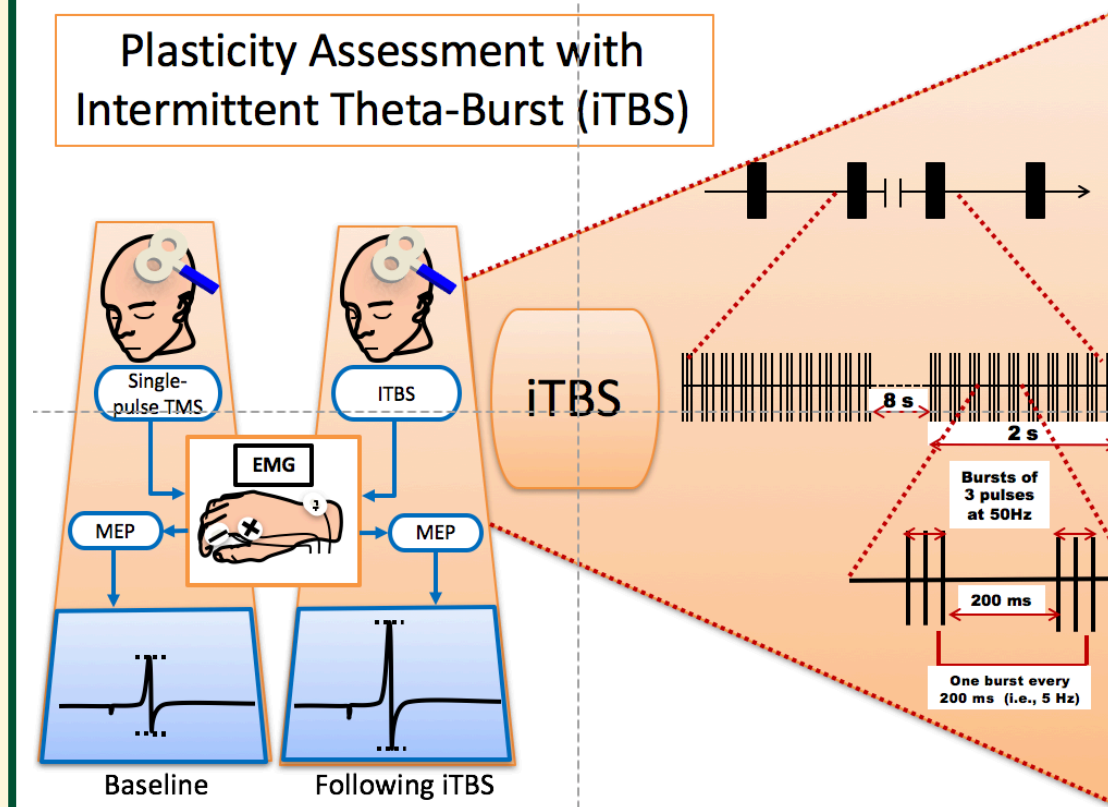 Plasticity Assessment with
Intermittent Theta-Burst (iTBS)
Single-
pulse TMS
ITBS
EMG
MEP
MEP
Baseline
Following iTBS
iTBS
8 s
2 s
Bursts of
3 pulses
at 50Hz
200 ms
One burst every
200 ms (i.e., 5 Hz)